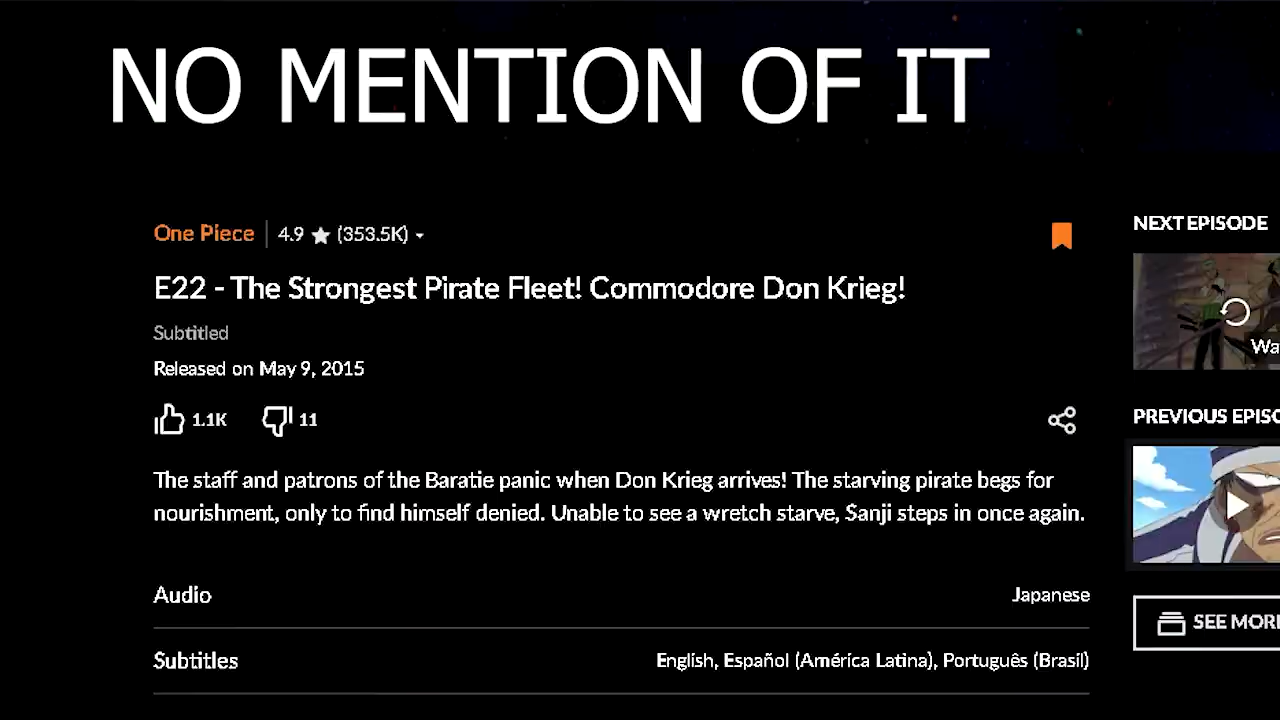 NO MENTION OF IT
One Piece 4.9 ★ (353.5K)
E22 - The Strongest Pirate Fleet! Commodore Don Krieg!
Subtitled
Released on May 9, 2015
1.1K 11
The staff and patrons of the Baratie panic when Don Krieg arrives! The starving pirate begs for
nourishment, only to find himself denied. Unable to see a wretch starve, Sanji steps in once again.
Audio Japanese
Subtitles English, Español (América Latina), Português (Brasil)
NEXT EPISODE
Wa
PREVIOUS EPISO
SEE MORE